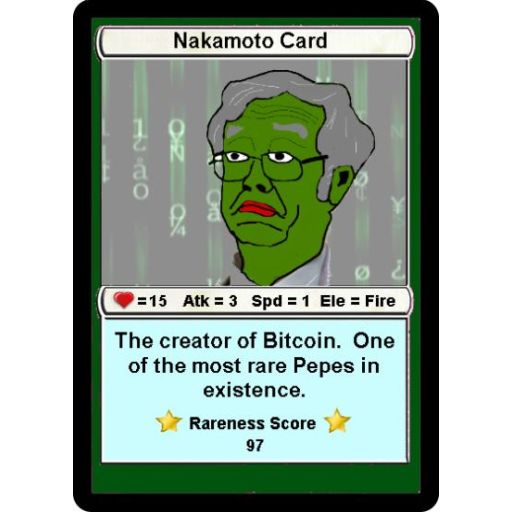 Nakamoto Card
=15 Atk = 3 Spd = 1 Ele = Fire
The creator of Bitcoin. One
of the most rare Pepes in
existence.
Rareness Score
97